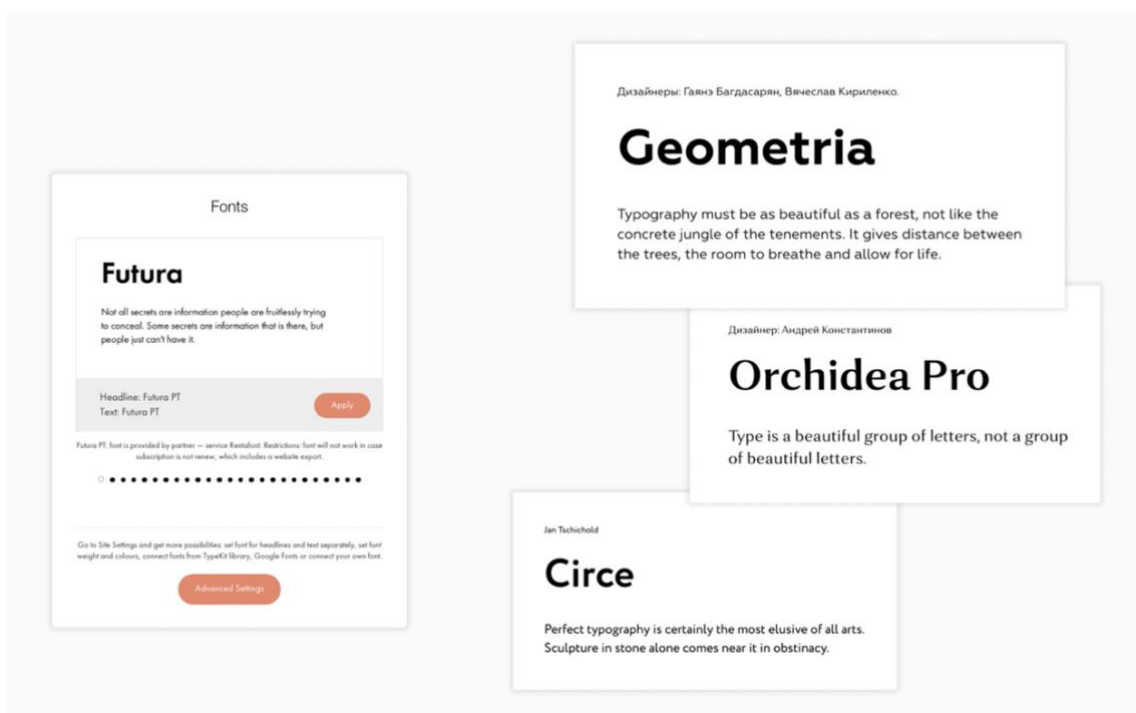 Fonts
Futura
Not all secrets are information people are fruitlessly trying
to conceal. Some secrets are information that is there, but
people just can't have it.
Headline: Futura PT
Text: Futura PT
Apply
Futura PT: font is provided by partner — service Rentafont. Restrictions: font will not work in case
subscription is not renew, which includes a website export.
Go to Site Settings and get more possibilities: set font for headlines and text separately, set font
weight and colours, connect fonts from TypeKit library, Google Fonts or connect your own font.
Advanced Settings
Дизайнеры: Гаянэ Багдасарян, Вячеслав Кириленко.
Geometria
Typography must be as beautiful as a forest, not like the
concrete jungle of the tenements. It gives distance between
the trees, the room to breathe and allow for life.
Дизайнер: Андрей Константинов
Orchidea Pro
Type is a beautiful group of letters, not a group
of beautiful letters.
Jan Tschichold
Circe
Perfect typography is certainly the most elusive of all arts.
Sculpture in stone alone comes near it in obstinacy.